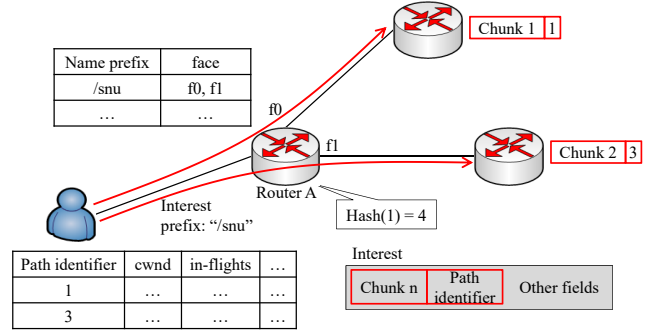 Chunk 1 1
Name prefix face
/snu f0, f1
… …
f0
f1
Chunk 2 3
Router A
Interest
prefix: “/snu”
Hash(1) = 4
Path identifier cwnd in-flights …
1 … … …
3 … … …
Interest
Chunk n Path identifier Other fields